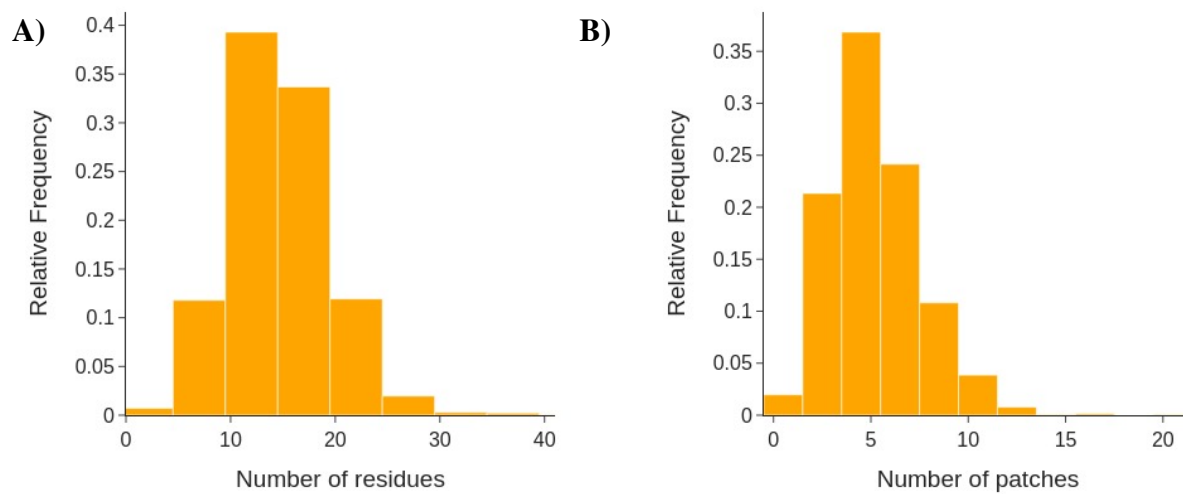 A)
0.4
0.35
0.3
0.25
0.2
0.15
0.1
0.05
0
Relative Frequency
0 10 20 30 40
Number of residues
B)
0.35
0.3
0.25
0.2
0.15
0.1
0.05
0
Relative Frequency
0 5 10 15 20
Number of patches